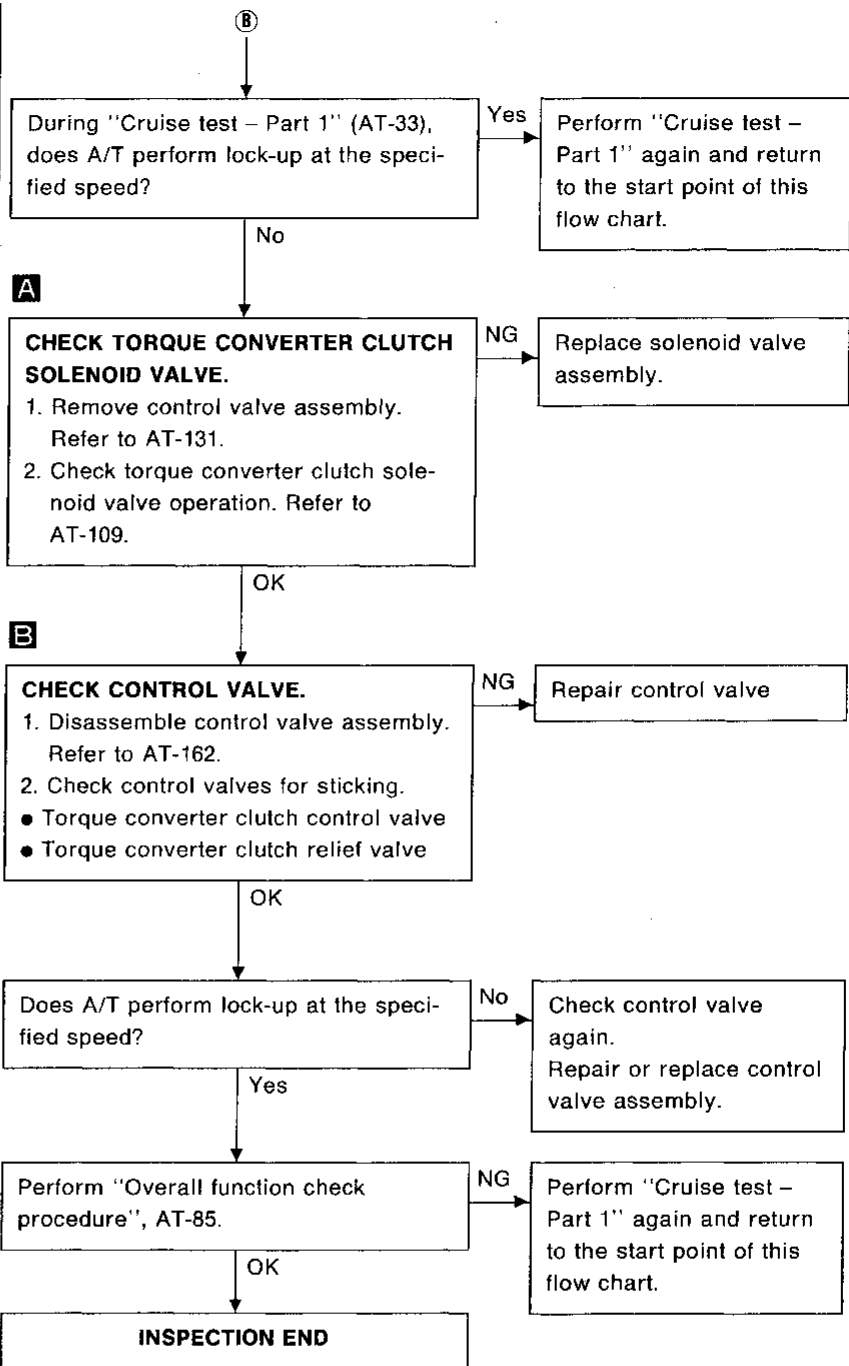 B
During "Cruise test – Part 1" (AT-33),
does A/T perform lock-up at the speci-
fied speed?
Yes
Perform "Cruise test –
Part 1" again and return
to the start point of this
flow chart.
No
A
CHECK TORQUE CONVERTER CLUTCH
SOLENOID VALVE.
1. Remove control valve assembly.
Refer to AT-131.
2. Check torque converter clutch sole-
noid valve operation. Refer to
AT-109.
NG
Replace solenoid valve
assembly.
OK
B
CHECK CONTROL VALVE.
1. Disassemble control valve assembly.
Refer to AT-162.
2. Check control valves for sticking.
● Torque converter clutch control valve
● Torque converter clutch relief valve
NG
Repair control valve
OK
Does A/T perform lock-up at the speci-
fied speed?
No
Check control valve
again.
Repair or replace control
valve assembly.
Yes
Perform "Overall function check
procedure", AT-85.
NG
Perform "Cruise test –
Part 1" again and return
to the start point of this
flow chart.
OK
INSPECTION END